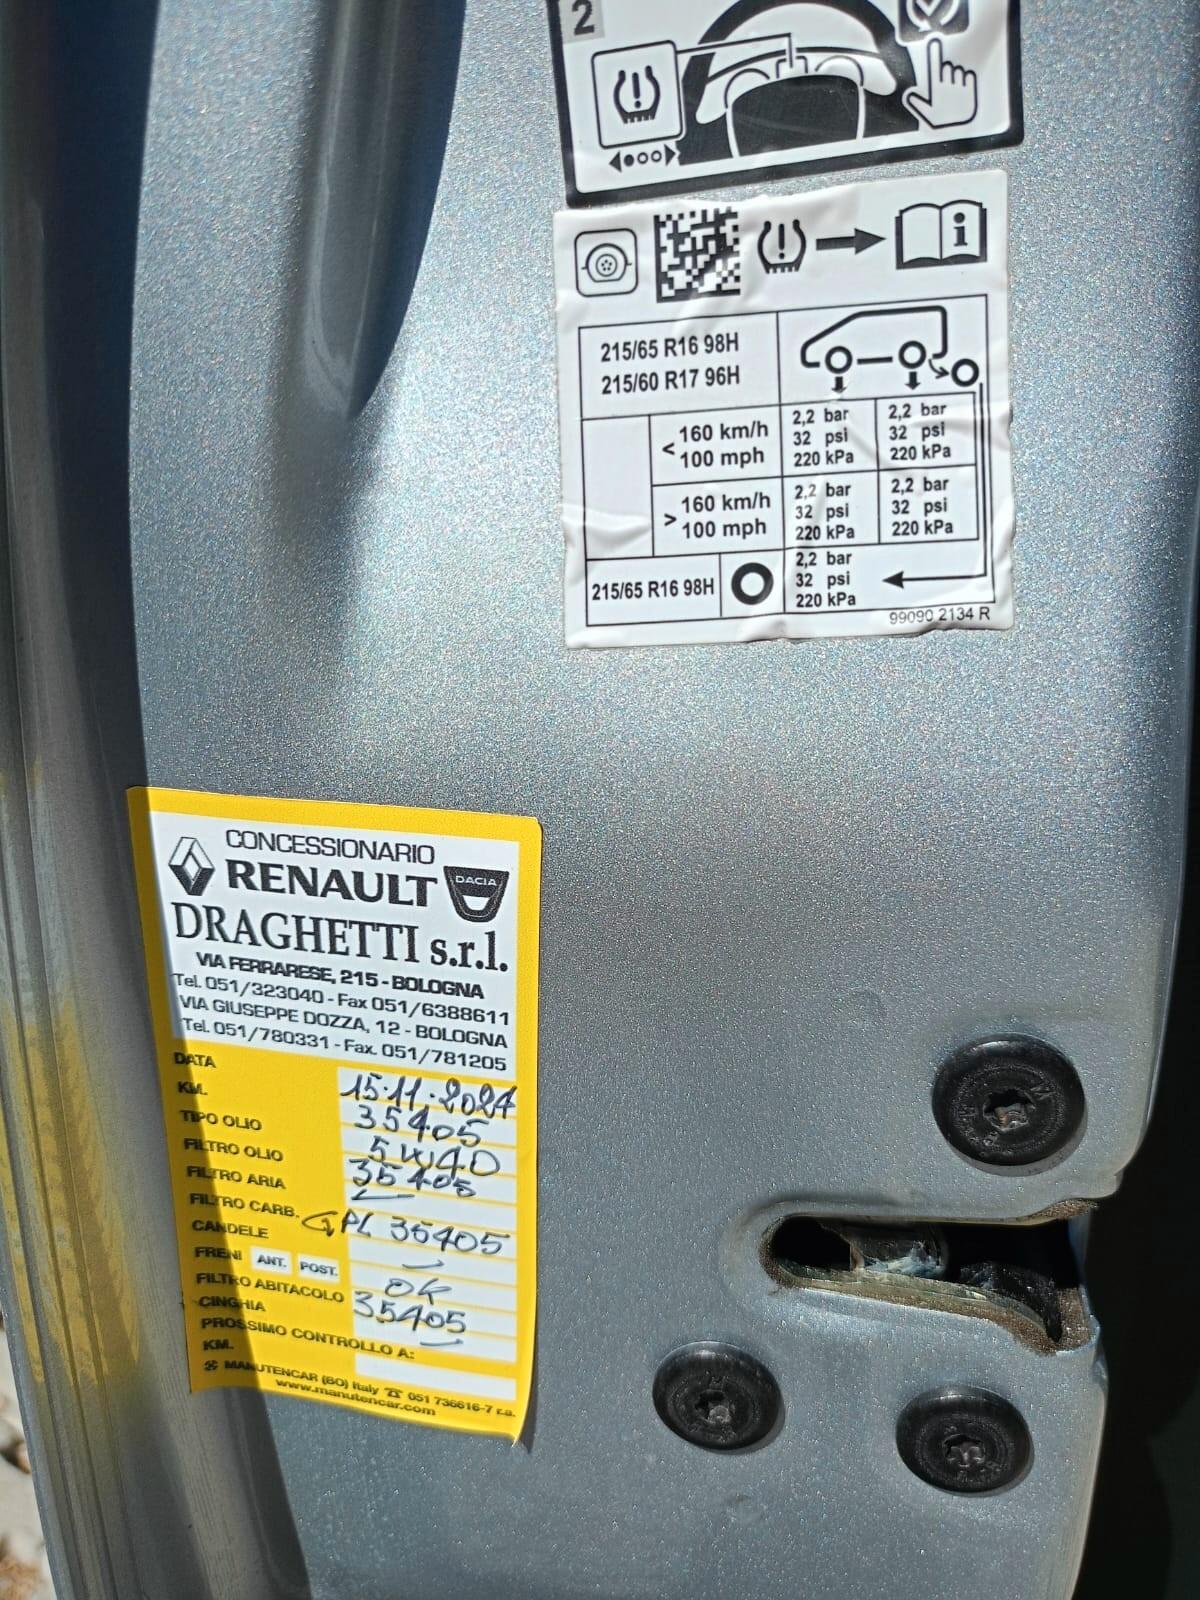 2
i
215/65 R16 98H
215/60 R17 96H
< 160 km/h
100 mph
2,2 bar
32 psi
220 kPa
2,2 bar
32 psi
220 kPa
> 160 km/h
100 mph
2,2 bar
32 psi
220 kPa
2,2 bar
32 psi
220 kPa
215/65 R16 98H
2,2 bar
32 psi
220 kPa
99090 2134 R
CONCESSIONARIO
RENAULT DACIA
DRAGHETTI s.r.l.
VIA FERRARESE, 215 - BOLOGNA
Tel. 051/323040 - Fax 051/6388611
VIA GIUSEPPE DOZZA, 12 - BOLOGNA
Tel. 051/780331 - Fax. 051/781205
DATA 15·11·2024
KM. 35405
TIPO OLIO 5W40
FILTRO OLIO 35405
FILTRO ARIA
FILTRO CARB. GPL 35405
CANDELE
FRENI ANT. POST. OK
FILTRO ABITACOLO 35405
CINGHIA
PROSSIMO CONTROLLO A:
KM.
MANUTENCAR (BO) Italy ☎ 051 736616-7 r.a.
www.manutencar.com